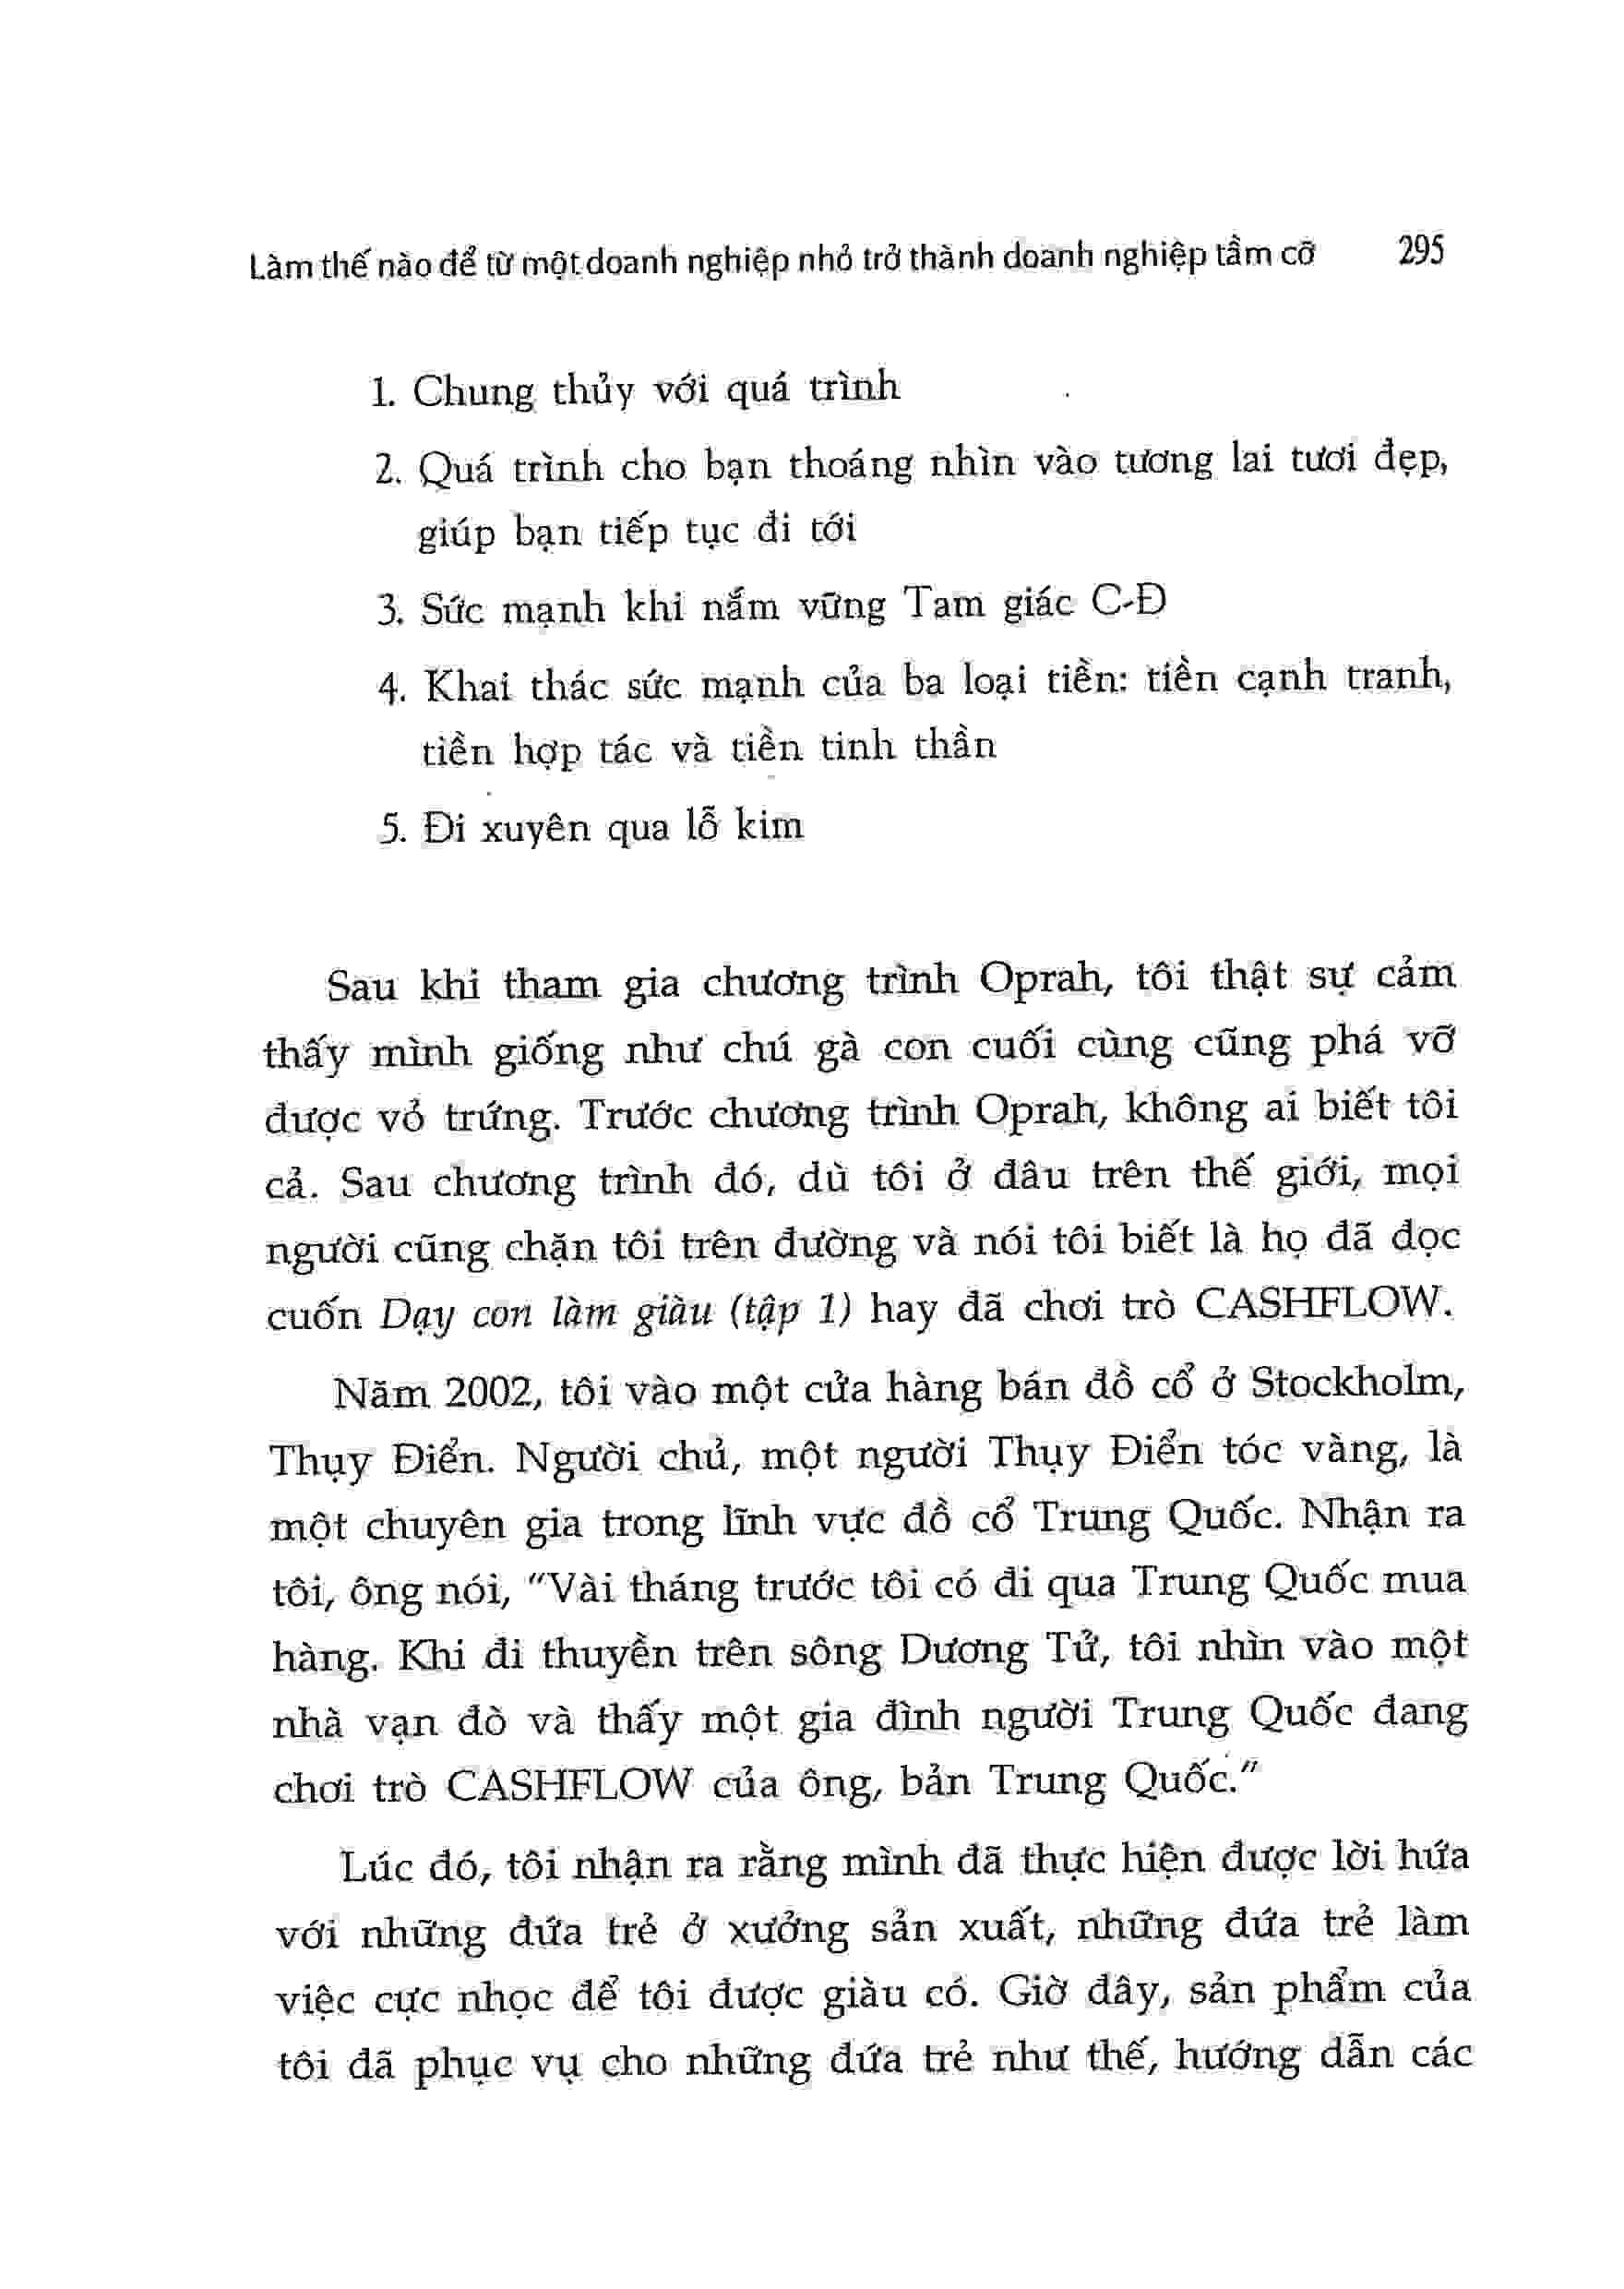 Làm thế nào để từ một doanh nghiệp nhỏ trở thành doanh nghiệp tầm cỡ 295
1. Chung thủy với quá trình
2. Quá trình cho bạn thoáng nhìn vào tương lai tươi đẹp,
giúp bạn tiếp tục đi tới
3. Sức mạnh khi nắm vững Tam giác C-Đ
4. Khai thác sức mạnh của ba loại tiền: tiền cạnh tranh,
tiền hợp tác và tiền tinh thần
5. Đi xuyên qua lỗ kim
Sau khi tham gia chương trình Oprah, tôi thật sự cảm
thấy mình giống như chú gà con cuối cùng cũng phá vỡ
được vỏ trứng. Trước chương trình Oprah, không ai biết tôi
cả. Sau chương trình đó, dù tôi ở đâu trên thế giới, mọi
người cũng chặn tôi trên đường và nói tôi biết là họ đã đọc
cuốn Dạy con làm giàu (tập 1) hay đã chơi trò CASHFLOW.
Năm 2002, tôi vào một cửa hàng bán đồ cổ ở Stockholm,
Thụy Điển. Người chủ, một người Thụy Điển tóc vàng, là
một chuyên gia trong lĩnh vực đồ cổ Trung Quốc. Nhận ra
tôi, ông nói, "Vài tháng trước tôi có đi qua Trung Quốc mua
hàng. Khi đi thuyền trên sông Dương Tử, tôi nhìn vào một
nhà vạn đò và thấy một gia đình người Trung Quốc đang
chơi trò CASHFLOW của ông, bản Trung Quốc."
Lúc đó, tôi nhận ra rằng mình đã thực hiện được lời hứa
với những đứa trẻ ở xưởng sản xuất, những đứa trẻ làm
việc cực nhọc để tôi được giàu có. Giờ đây, sản phẩm của
tôi đã phục vụ cho những đứa trẻ như thế, hướng dẫn các